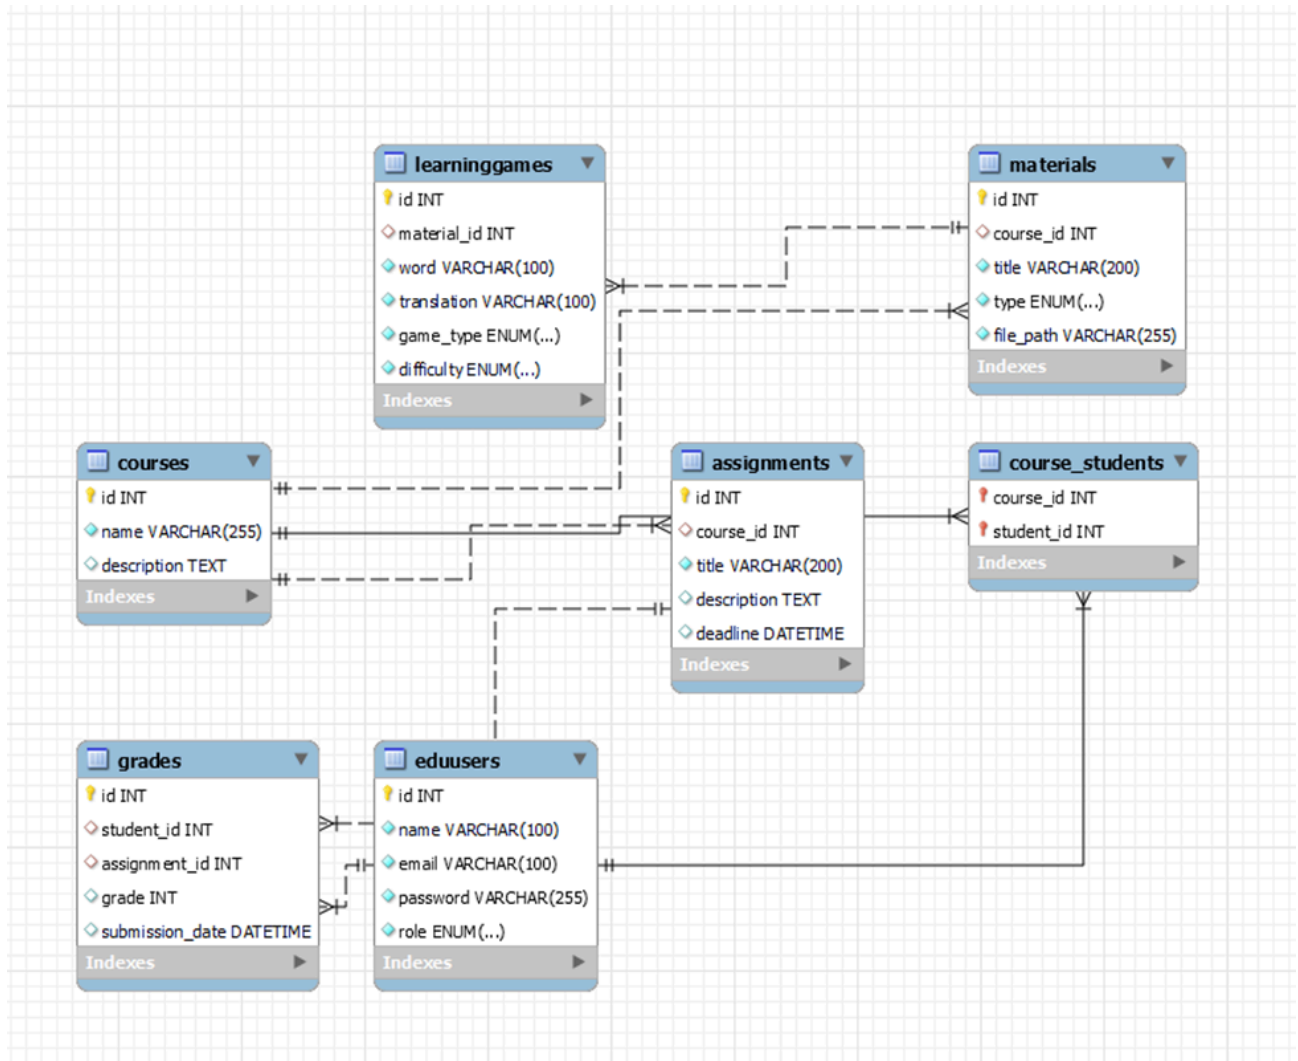 learninggames
id INT
material_id INT
word VARCHAR(100)
translation VARCHAR(100)
game_type ENUM(...)
difficulty ENUM(...)
Indexes
materials
id INT
course_id INT
title VARCHAR(200)
type ENUM(...)
file_path VARCHAR(255)
Indexes
courses
id INT
name VARCHAR(255)
description TEXT
Indexes
assignments
id INT
course_id INT
title VARCHAR(200)
description TEXT
deadline DATETIME
Indexes
course_students
course_id INT
student_id INT
Indexes
grades
id INT
student_id INT
assignment_id INT
grade INT
submission_date DATETIME
Indexes
eduusers
id INT
name VARCHAR(100)
email VARCHAR(100)
password VARCHAR(255)
role ENUM(...)
Indexes